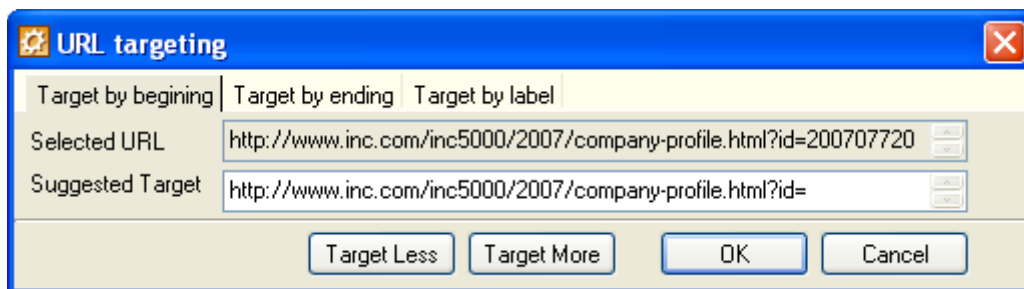 URL targeting
Target by begining Target by ending Target by label
Selected URL http://www.inc.com/inc5000/2007/company-profile.html?id=200707720
Suggested Target http://www.inc.com/inc5000/2007/company-profile.html?id=
Target Less Target More OK Cancel